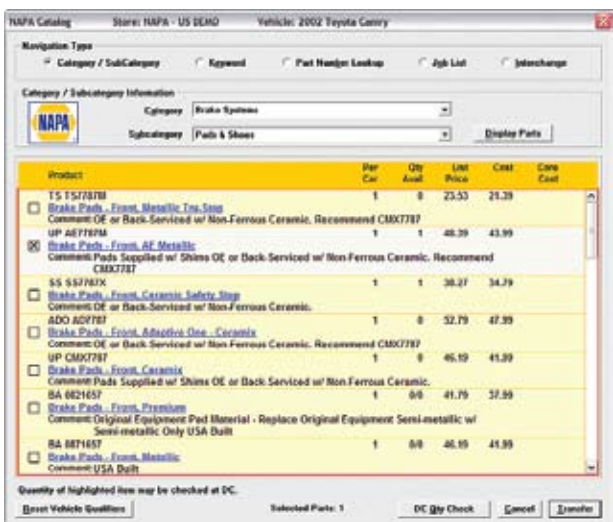 NAPA Catalog Store: NAPA - US DEMO Vehicle: 2002 Toyota Camry
Navigation Type
Category / SubCategory Keyword Part Number Lookup Job List Interchange
Category / Subcategory Information
NAPA
Category Brake Systems
Subcategory Pads & Shoes Display Parts
Product Per Car Qty Avail List Price Cost Core Cost
TS TS7787M 1 0 23.53 21.39
Brake Pads - Front, Metallic Tru Stop
Comment: OE or Back-Serviced w/ Non-Ferrous Ceramic. Recommend CMX7787
UP AE7787M 1 1 48.39 43.99
Brake Pads - Front, AE Metallic
Comment: Pads Supplied w/ Shims OE or Back-Serviced w/ Non-Ferrous Ceramic. Recommend
CMX7787
SS SS7787X 1 1 38.27 34.79
Brake Pads - Front, Ceramic Safety Stop
Comment: OE or Back-Serviced w/ Non-Ferrous Ceramic.
ADO AD7787 1 0 52.79 47.99
Brake Pads - Front, Adaptive One - Ceramix
Comment: OE or Back-Serviced w/ Non-Ferrous Ceramic. Recommend CMX7787
UP CMX7787 1 0 46.19 41.99
Brake Pads - Front, Ceramix
Comment: Pads Supplied w/ Shims OE or Back-Serviced w/ Non-Ferrous Ceramic.
BA 0821657 1 0/0 41.79 37.99
Brake Pads - Front, Premium
Comment: Original Equipment Pad Material - Replace Original Equipment Semi-metallic w/
Semi-metallic Only USA Built
BA 0871657 1 0/0 46.19 41.99
Brake Pads - Front, Metallic
Comment: USA Built
Quantity of highlighted item may be checked at DC.
Reset Vehicle Qualifiers Selected Parts: 1 DC Qty Check Cancel Transfer